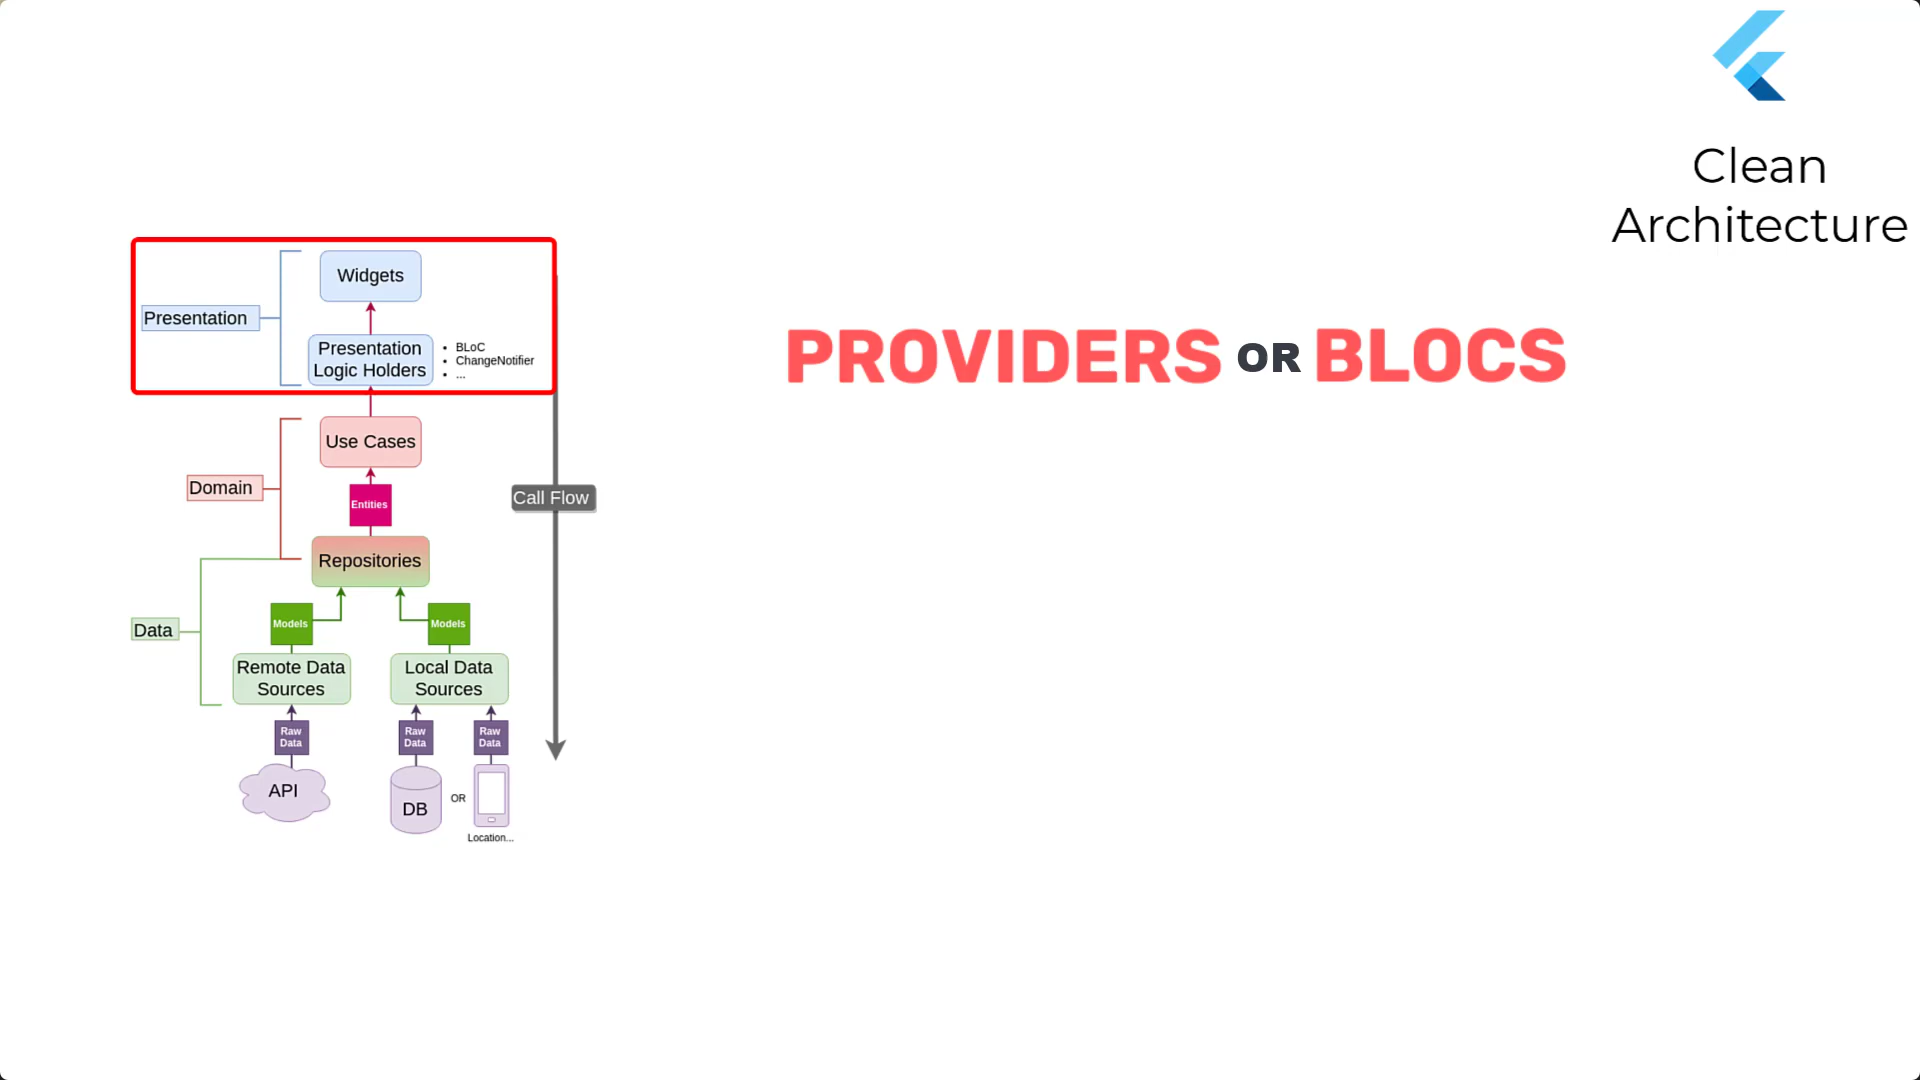 Clean
Architecture
Widgets
Presentation
Presentation
Logic Holders
BLoC
ChangeNotifier
...
PROVIDERS OR BLOCS
Use Cases
Domain
Entities
Call Flow
Repositories
Models
Models
Data
Remote Data
Sources
Local Data
Sources
Raw
Data
Raw
Data
Raw
Data
API
DB
OR
Location...